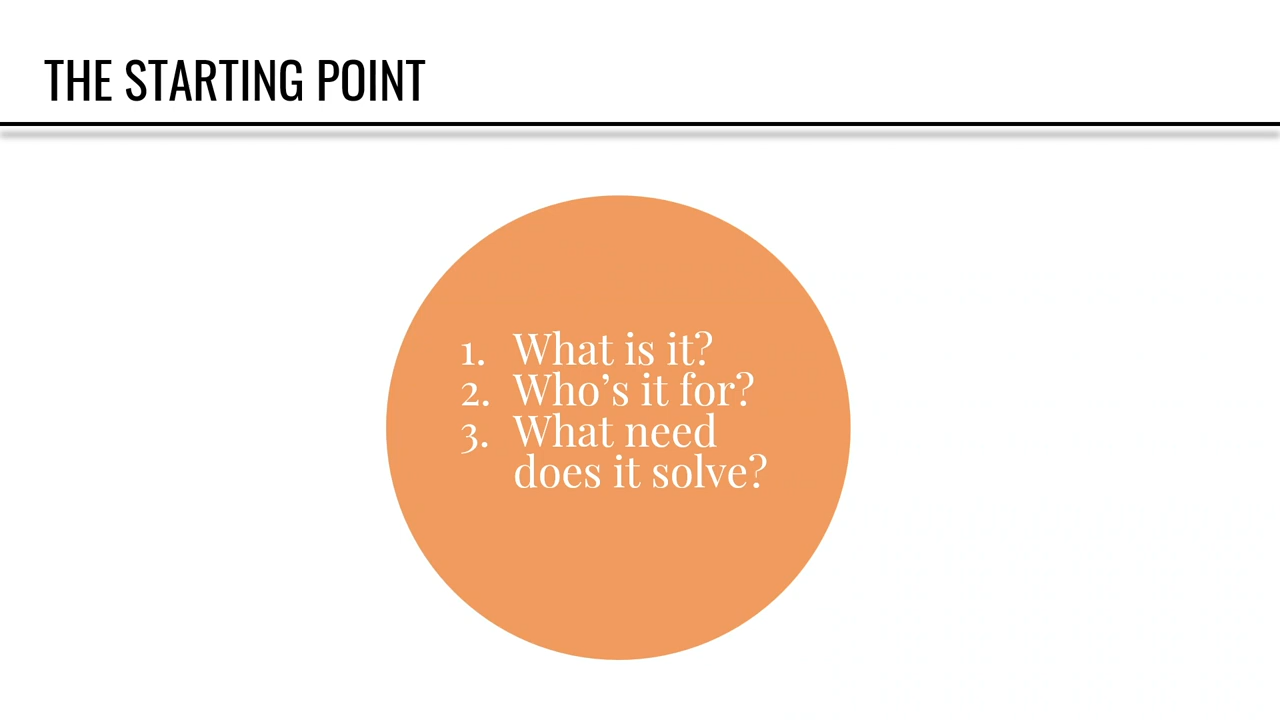 THE STARTING POINT
1. What is it?
2. Who’s it for?
3. What need
does it solve?